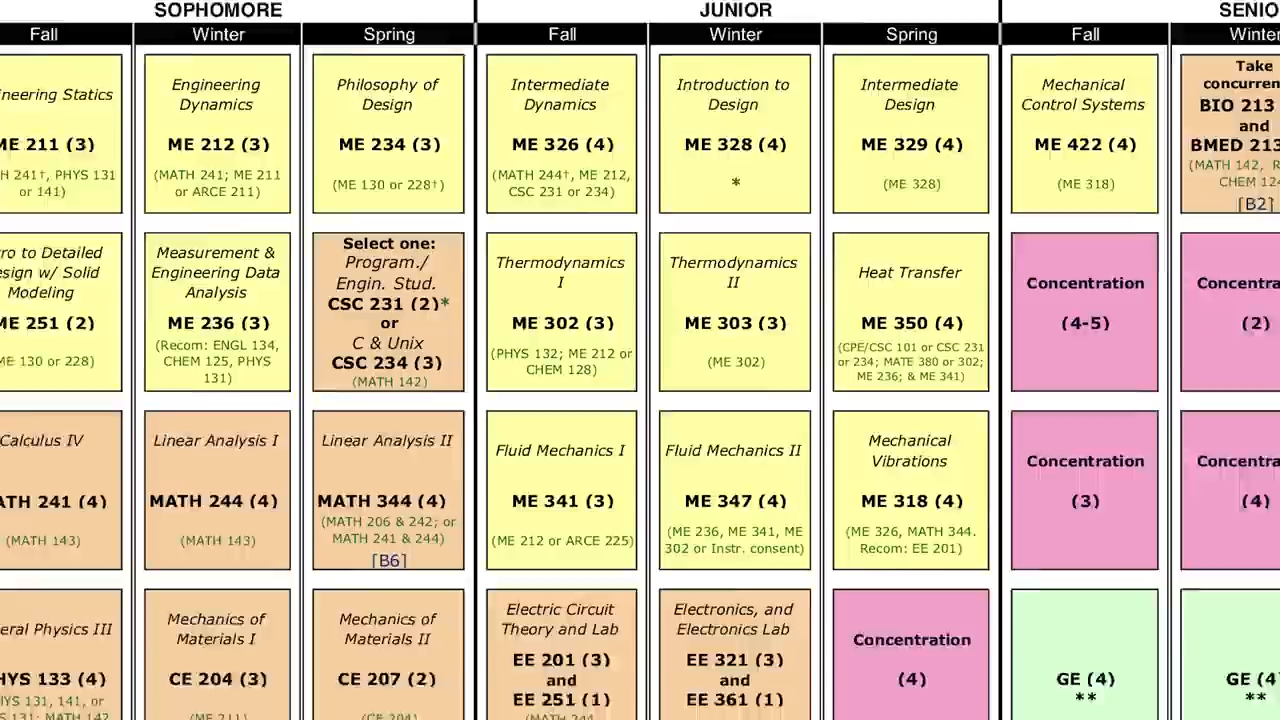 SOPHOMORE
JUNIOR
SENIO
Fall
Winter
Spring
Fall
Winter
Spring
Fall
Winter
neering Statics
ME 211 (3)
H 241†, PHYS 131
or 141)
Engineering
Dynamics
ME 212 (3)
(MATH 241; ME 211
or ARCE 211)
Philosophy of
Design
ME 234 (3)
(ME 130 or 228†)
Intermediate
Dynamics
ME 326 (4)
(MATH 244†, ME 212,
CSC 231 or 234)
Introduction to
Design
ME 328 (4)
*
Intermediate
Design
ME 329 (4)
(ME 328)
Mechanical
Control Systems
ME 422 (4)
(ME 318)
Take
concurren
BIO 213
and
BMED 213
(MATH 142, R
CHEM 124
[B2]
ro to Detailed
esign w/ Solid
Modeling
ME 251 (2)
ME 130 or 228)
Measurement &
Engineering Data
Analysis
ME 236 (3)
(Recom: ENGL 134,
CHEM 125, PHYS
131)
Select one:
Program./
Engin. Stud.
CSC 231 (2)*
or
C & Unix
CSC 234 (3)
(MATH 142)
Thermodynamics
I
ME 302 (3)
(PHYS 132; ME 212 or
CHEM 128)
Thermodynamics
II
ME 303 (3)
(ME 302)
Heat Transfer
ME 350 (4)
(CPE/CSC 101 or CSC 231
or 234; MATE 380 or 302;
ME 236; & ME 341)
Concentration
(4-5)
Concentra
(2)
Calculus IV
ATH 241 (4)
(MATH 143)
Linear Analysis I
MATH 244 (4)
(MATH 143)
Linear Analysis II
MATH 344 (4)
(MATH 206 & 242; or
MATH 241 & 244)
[B6]
Fluid Mechanics I
ME 341 (3)
(ME 212 or ARCE 225)
Fluid Mechanics II
ME 347 (4)
(ME 236, ME 341, ME
302 or Instr. consent)
Mechanical
Vibrations
ME 318 (4)
(ME 326, MATH 344.
Recom: EE 201)
Concentration
(3)
Concentra
(4)
eral Physics III
HYS 133 (4)
HYS 131, 141, or
S 131; MATH 142
Mechanics of
Materials I
CE 204 (3)
(ME 211)
Mechanics of
Materials II
CE 207 (2)
(CE 204)
Electric Circuit
Theory and Lab
EE 201 (3)
and
EE 251 (1)
(MATH 244
Electronics, and
Electronics Lab
EE 321 (3)
and
EE 361 (1)
Concentration
(4)
GE (4)
**
GE (4)
**